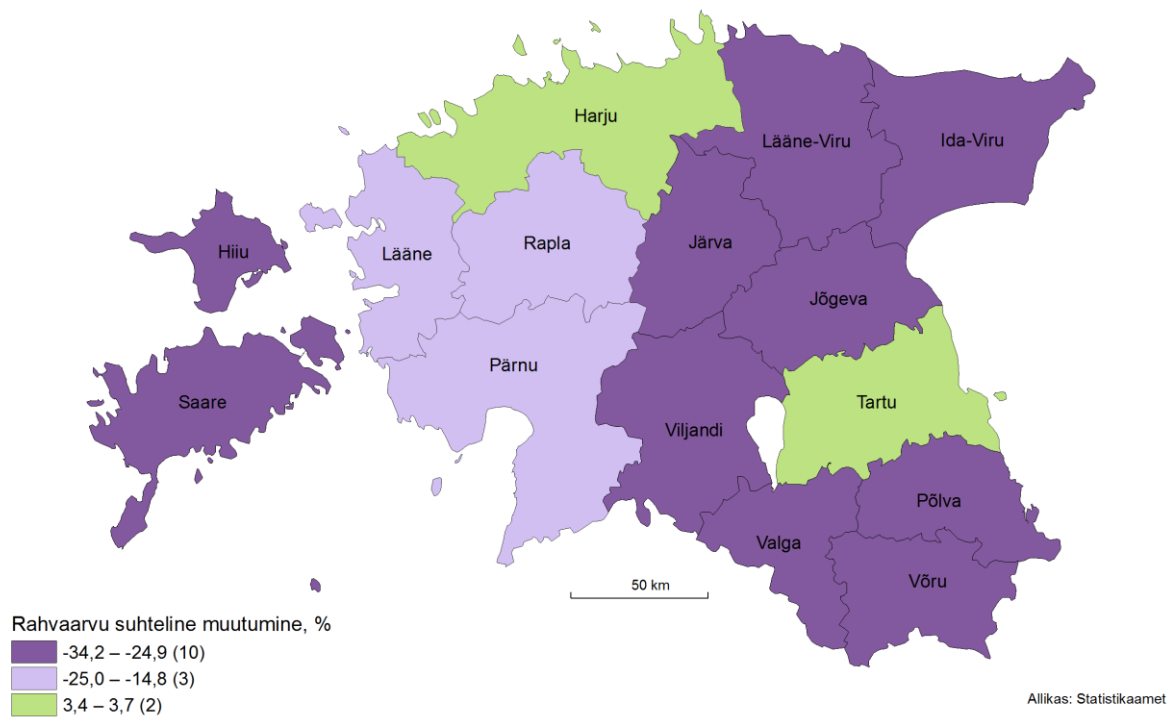 Harju
Lääne-Viru
Ida-Viru
Hiiu
Lääne
Rapla
Järva
Jõgeva
Pärnu
Saare
Viljandi
Tartu
Põlva
Valga
Võru
50 km
Rahvaarvu suhteline muutumine, %
-34,2 – -24,9 (10)
-25,0 – -14,8 (3)
3,4 – 3,7 (2)
Allikas: Statistikaamet